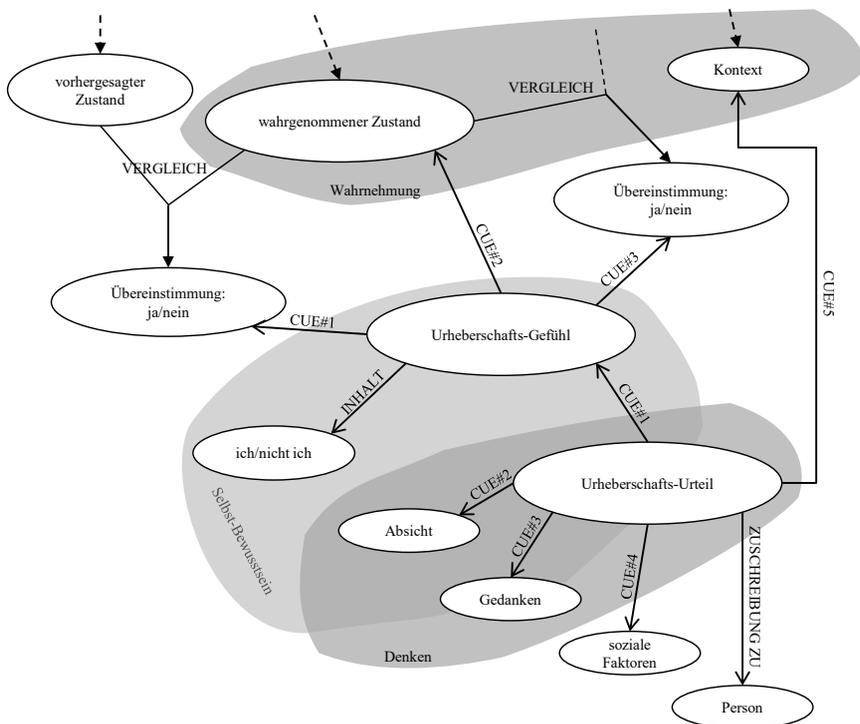 vorhergesagter
Zustand
Kontext
VERGLEICH
wahrgenommener Zustand
VERGLEICH
Wahrnehmung
Übereinstimmung:
ja/nein
CUE#2
CUE#3
CUE#5
Übereinstimmung:
ja/nein
CUE#1
Urheberschafts-Gefühl
INHALT
CUE#1
ich/nicht ich
Urheberschafts-Urteil
CUE#2
Selbst-Bewusstsein
Absicht
CUE#3
CUE#4
ZUSCHREIBUNG ZU
Gedanken
Denken
soziale
Faktoren
Person